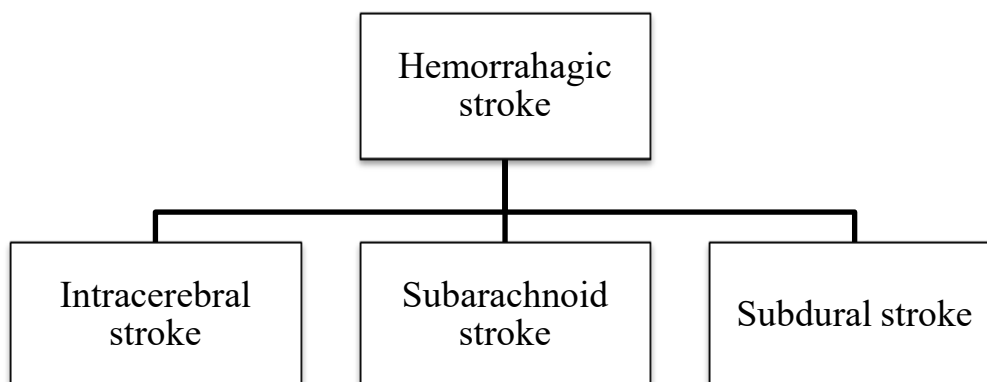 Hemorrahagic
stroke
Intracerebral
stroke
Subarachnoid
stroke
Subdural stroke